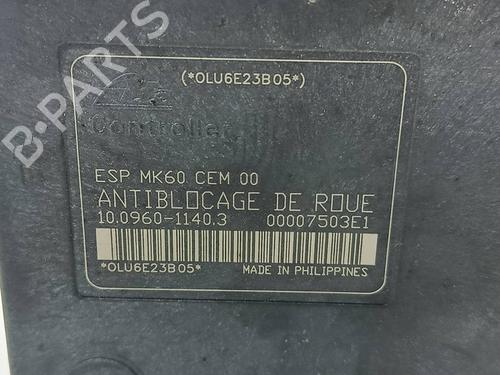 B-PARTS
(*OLU6E23B05*)
Controller
ESP MK60 CEM 00
ANTIBLOCAGE DE ROUE
10.0960-1140.3 00007503E1
*OLU6E23B05* MADE IN PHILIPPINES